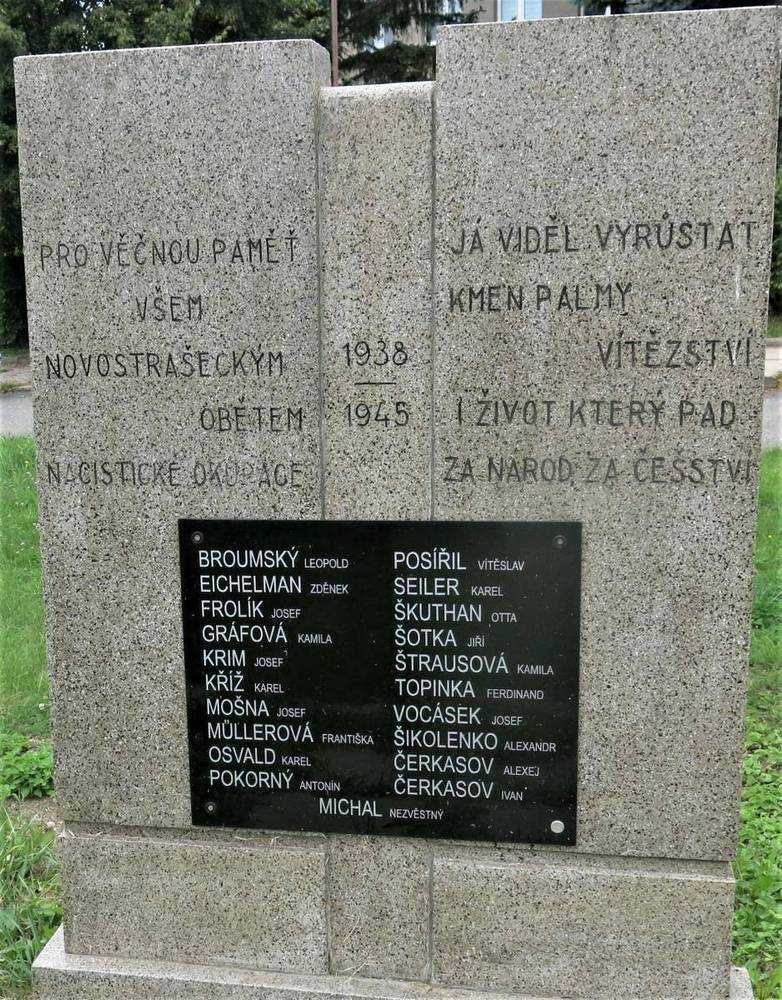 PRO VĚČNOU PAMĚŤ
VŠEM
NOVOSTRAŠECKÝM
OBĚTEM
NACISTICKÉ OKUPACE
1938
1945
JÁ VIDĚL VYRŮSTAT
KMEN PALMY
VÍTĚZSTVÍ
I ŽIVOT KTERÝ PAD
ZA NÁROD, ZA ČEŠSTVÍ
BROUMSKÝ LEOPOLD
EICHELMAN ZDĚNEK
FROLÍK JOSEF
GRÁFOVÁ KAMILA
KRIM JOSEF
KŘÍŽ KAREL
MOŠNA JOSEF
MÜLLEROVÁ FRANTIŠKA
OSVALD KAREL
POKORNÝ ANTONÍN
POSÍŘIL VÍTĚSLAV
SEILER KAREL
ŠKUTHAN OTTA
ŠOTKA JIŘÍ
ŠTRAUSOVÁ KAMILA
TOPINKA FERDINAND
VOCÁSEK JOSEF
ŠIKOLENKO ALEXANDR
ČERKASOV ALEXEJ
ČERKASOV IVAN
MICHAL NEZVĚSTNÝ